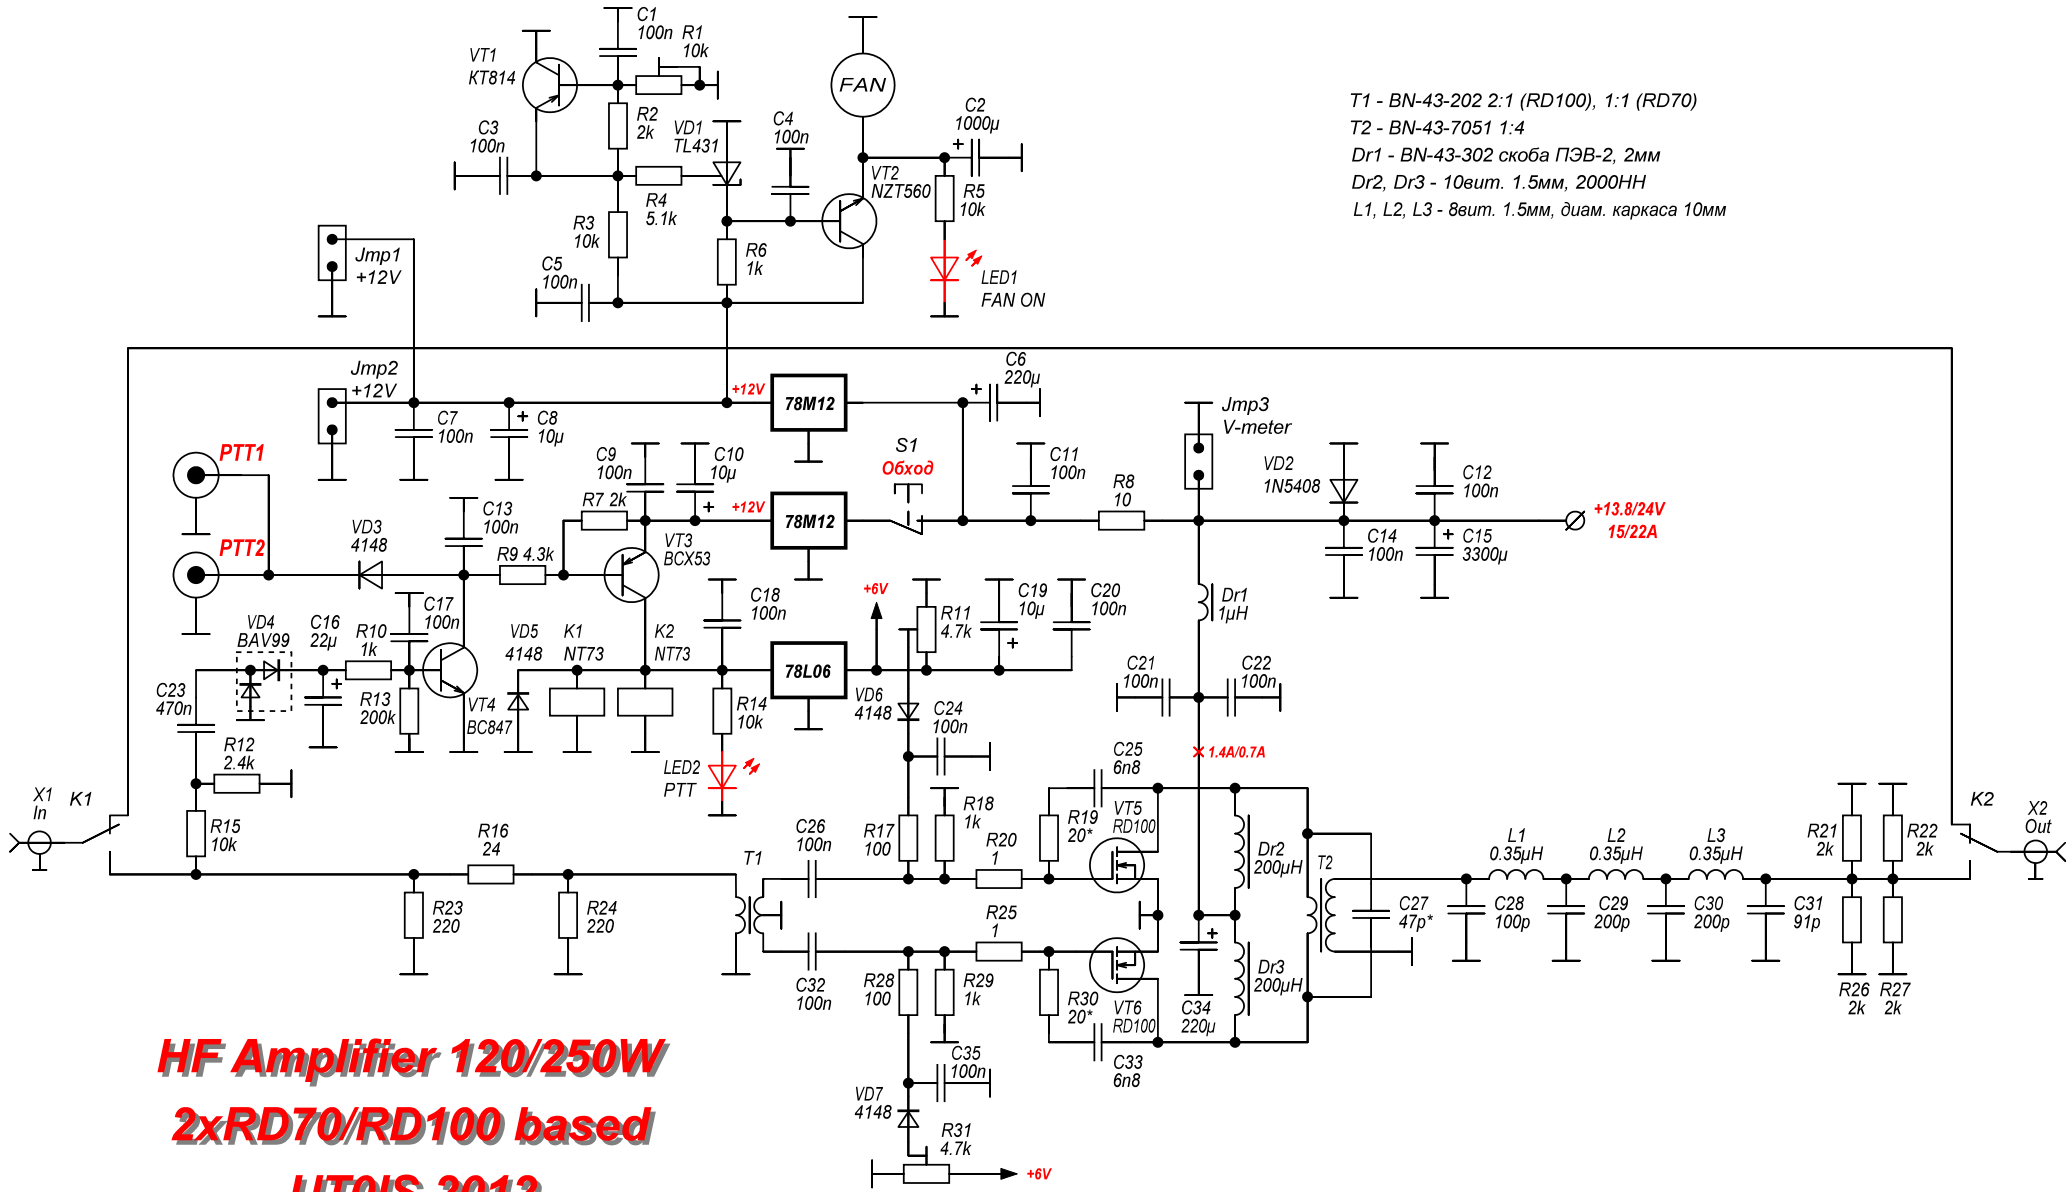 C1
100n
R1
10k
VT1
KT814
FAN
R2
2k
VD1
TL431
C3
100n
C4
100n
C2
1000µ
T1 - BN-43-202 2:1 (RD100), 1:1 (RD70)
T2 - BN-43-7051 1:4
Dr1 - BN-43-302 скоба ПЭВ-2, 2мм
Dr2, Dr3 - 10вит. 1.5мм, 2000НН
L1, L2, L3 - 8вит. 1.5мм, диам. каркаса 10мм
VT2
NZT560
R5
10k
R4
5.1k
R3
10k
R6
1k
C5
100n
Jmp1
+12V
LED1
FAN ON
Jmp2
+12V
+12V
78M12
C6
220µ
C7
100n
C8
10µ
Jmp3
V-meter
PTT1
C9
100n
C10
10µ
S1
Обход
C11
100n
R8
10
VD2
1N5408
C12
100n
R7 2k
+12V
78M12
+13.8/24V
15/22A
C13
100n
VD3
4148
PTT2
R9 4.3k
VT3
BCX53
C14
100n
C15
3300µ
C18
100n
+6V
R11
4.7k
C19
10µ
C20
100n
Dr1
1µH
VD4
BAV99
C16
22µ
C17
100n
R10
1k
VD5
4148
K1
NT73
K2
NT73
78L06
C21
100n
C22
100n
C23
470n
R13
200k
VT4
BC847
R14
10k
VD6
4148
C24
100n
R12
2.4k
LED2
PTT
1.4A/0.7A
C25
6n8
X1
In
K1
R15
10k
R16
24
T1
C26
100n
R17
100
R18
1k
R20
1
R19
20*
VT5
RD100
Dr2
200µH
T2
L1
0.35µH
L2
0.35µH
L3
0.35µH
R21
2k
R22
2k
K2
X2
Out
R23
220
R24
220
R25
1
C27
47p*
C28
100p
C29
200p
C30
200p
C31
91p
C32
100n
R28
100
R29
1k
R30
20*
VT6
RD100
C34
220µ
Dr3
200µH
R26
2k
R27
2k
C35
100n
C33
6n8
VD7
4148
R31
4.7k
+6V
HF Amplifier 120/250W
2xRD70/RD100 based
UT0IS 2012